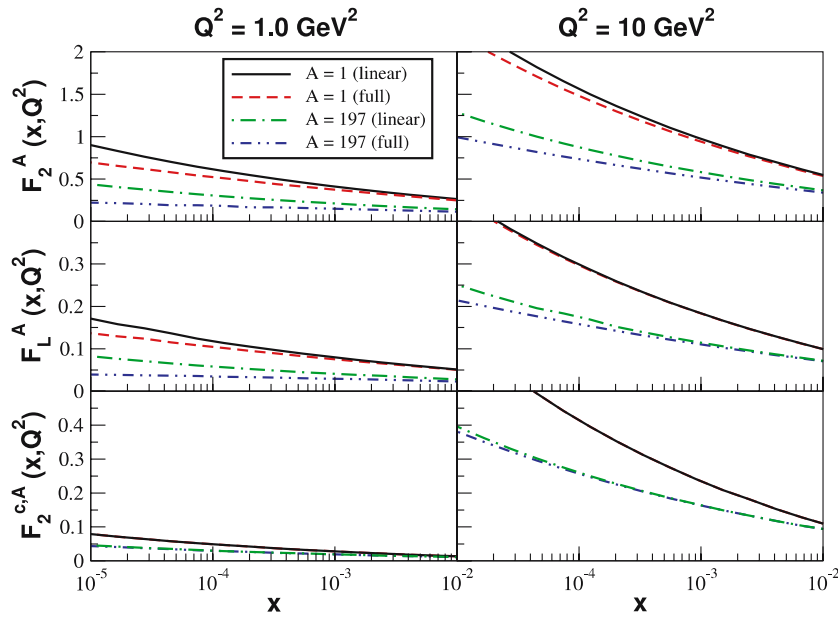 Q² = 1.0 GeV² Q² = 10 GeV²
F₂ᴬ (x,Q²)
2
1.5
1
0.5
0
A = 1 (linear)
A = 1 (full)
A = 197 (linear)
A = 197 (full)
F_Lᴬ (x,Q²)
0.3
0.2
0.1
0
F₂^{c,A} (x,Q²)
0.4
0.3
0.2
0.1
0
10⁻⁵ 10⁻⁴ 10⁻³ 10⁻² 10⁻⁴ 10⁻³ 10⁻²
x x